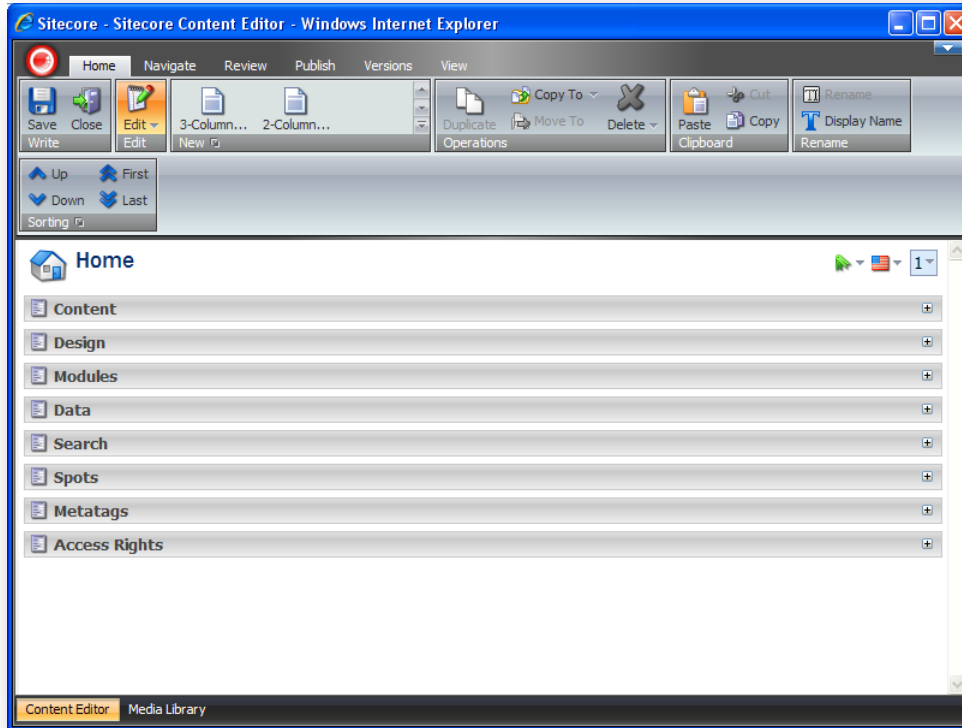 Sitecore - Sitecore Content Editor - Windows Internet Explorer
Home Navigate Review Publish Versions View
Save Close Edit 3-Column... 2-Column... Duplicate Copy To Move To Delete Paste Cut Copy Rename Display Name
Write Edit New Operations Clipboard Rename
Up First
Down Last
Sorting
Home 1
Content
Design
Modules
Data
Search
Spots
Metatags
Access Rights
Content Editor Media Library